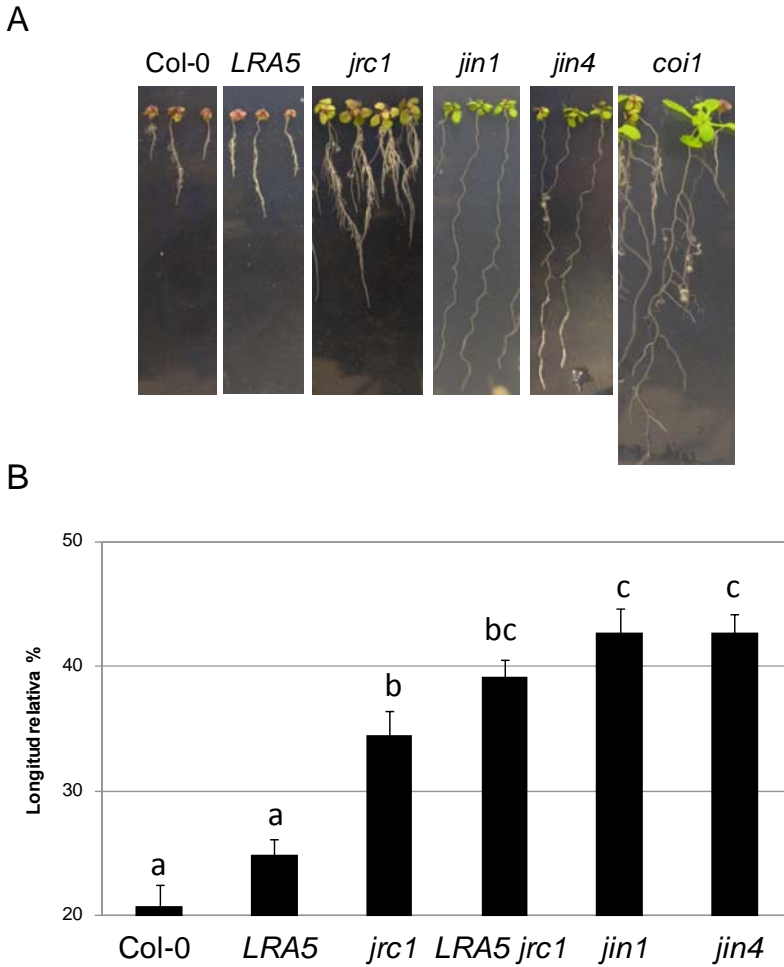 A
Col-0 LRA5 jrc1 jin1 jin4 coi1
B
50
40
30
20
Longitud relativa %
a
a
b
bc
c
c
Col-0 LRA5 jrc1 LRA5 jrc1 jin1 jin4